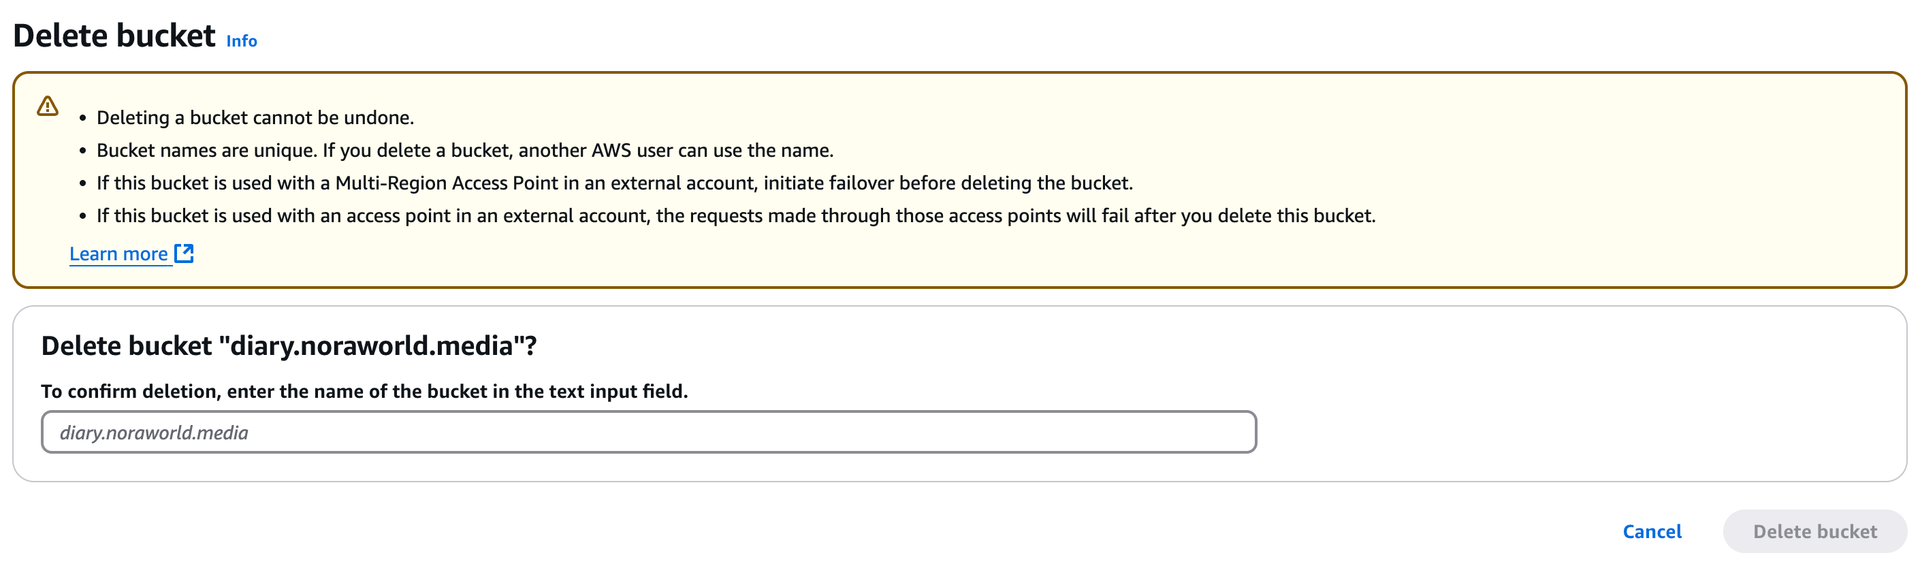 Delete bucket Info
• Deleting a bucket cannot be undone.
• Bucket names are unique. If you delete a bucket, another AWS user can use the name.
• If this bucket is used with a Multi-Region Access Point in an external account, initiate failover before deleting the bucket.
• If this bucket is used with an access point in an external account, the requests made through those access points will fail after you delete this bucket.
Learn more
Delete bucket "diary.noraworld.media"?
To confirm deletion, enter the name of the bucket in the text input field.
diary.noraworld.media
Cancel Delete bucket